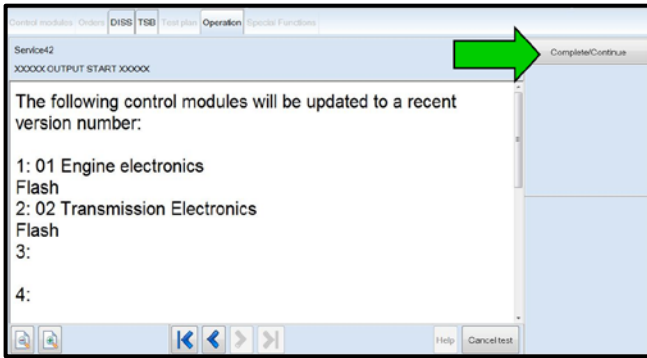 Control modules Orders DISS TSB Test plan Operation Special Functions
Service42
XXXXX OUTPUT START XXXXX
Complete/Continue
The following control modules will be updated to a recent
version number:
1: 01 Engine electronics
Flash
2: 02 Transmission Electronics
Flash
3:
4:
Help Cancel test